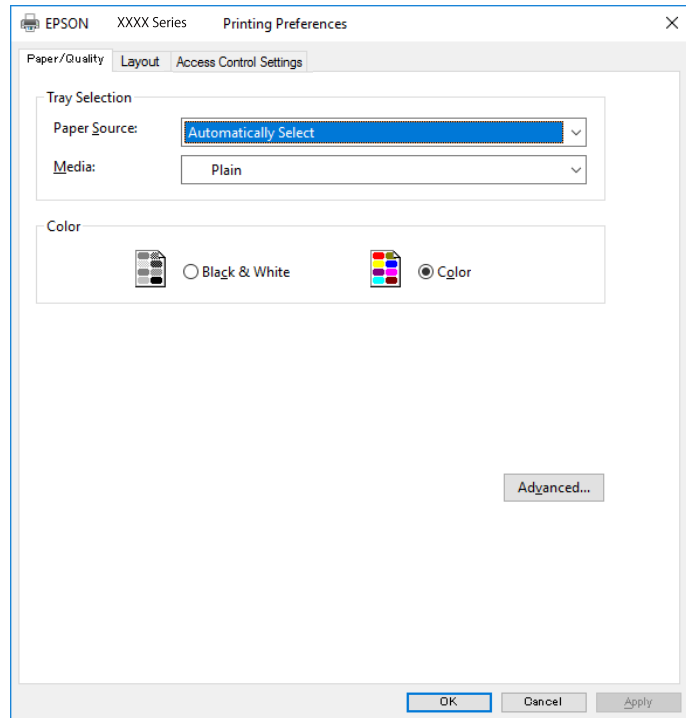 EPSON XXXX Series Printing Preferences
Paper/Quality Layout Access Control Settings
Tray Selection
Paper Source: Automatically Select
Media: Plain
Color
Black & White Color
Advanced...
OK Cancel Apply